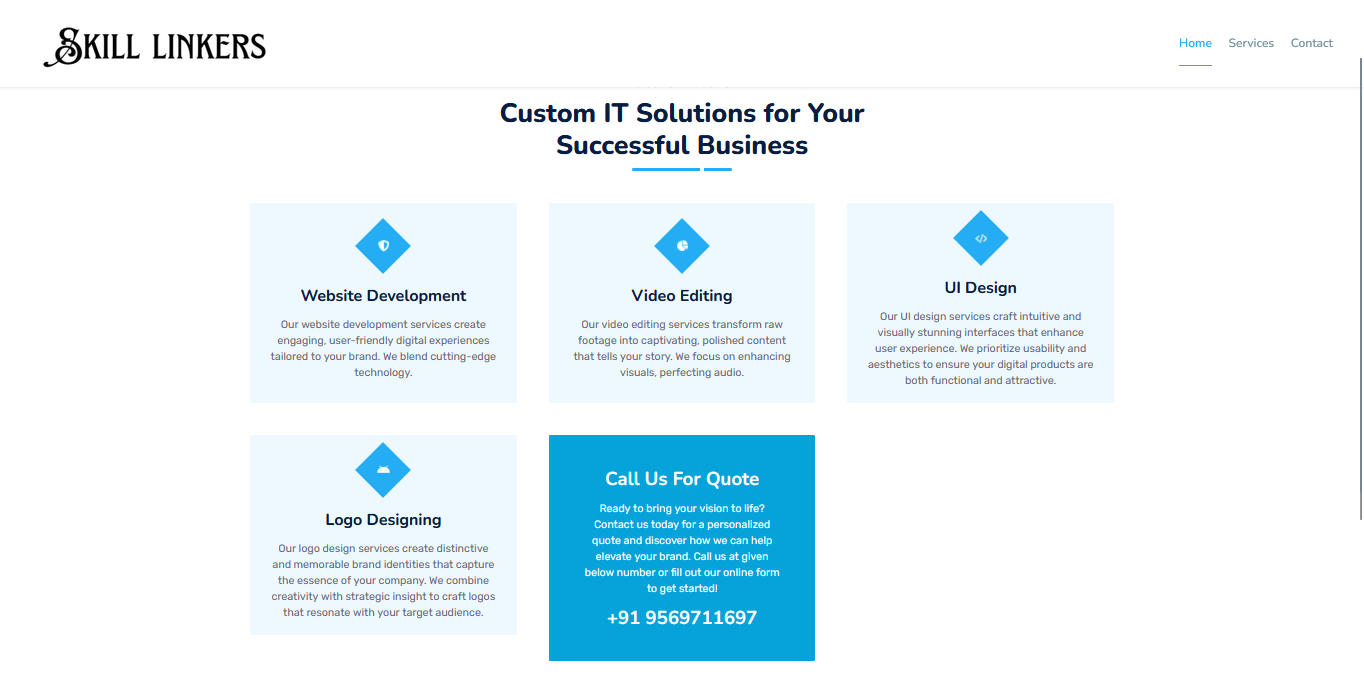 SKILL LINKERS
Home Services Contact
Custom IT Solutions for Your
Successful Business
Website Development
Our website development services create
engaging, user-friendly digital experiences
tailored to your brand. We blend cutting-edge
technology.
Video Editing
Our video editing services transform raw
footage into captivating, polished content
that tells your story. We focus on enhancing
visuals, perfecting audio.
UI Design
Our UI design services craft intuitive and
visually stunning interfaces that enhance
user experience. We prioritize usability and
aesthetics to ensure your digital products are
both functional and attractive.
Logo Designing
Our logo design services create distinctive
and memorable brand identities that capture
the essence of your company. We combine
creativity with strategic insight to craft logos
that resonate with your target audience.
Call Us For Quote
Ready to bring your vision to life?
Contact us today for a personalized
quote and discover how we can help
elevate your brand. Call us at given
below number or fill out our online form
to get started!
+91 9569711697